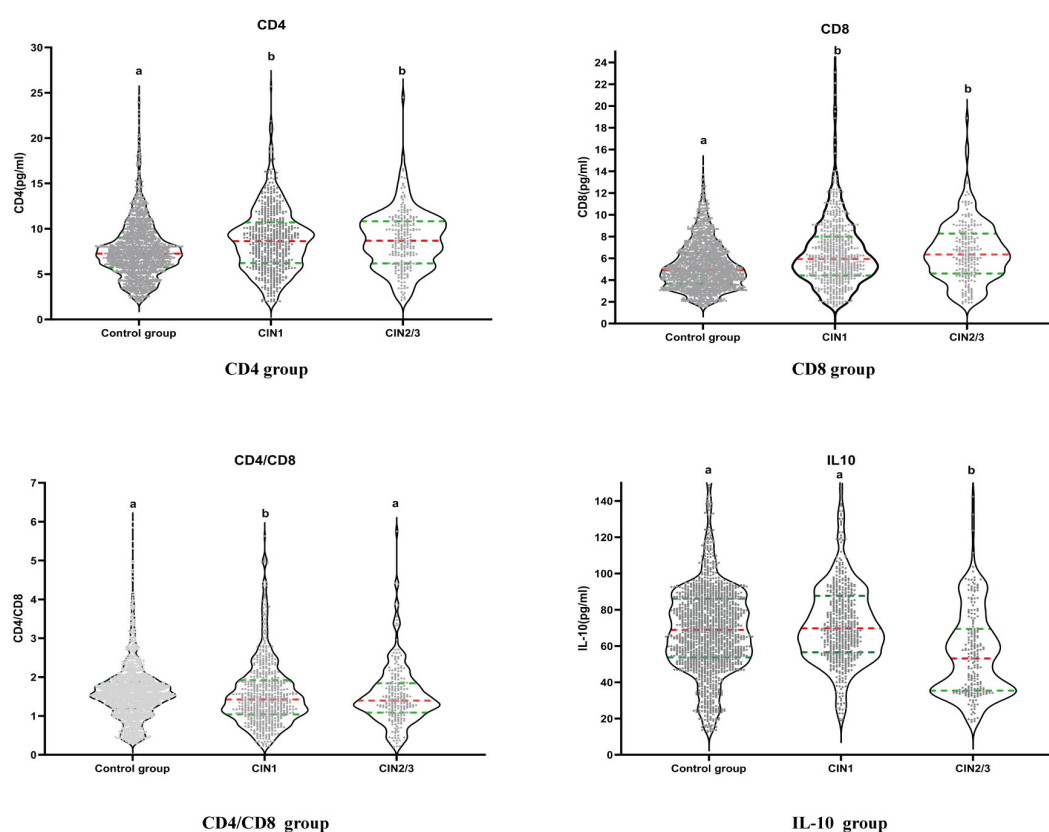 CD4
CD4(pg/ml)
30
25
20
15
10
5
0
a
b
b
Control group
CIN1
CIN2/3
CD4 group
CD8
CD8(pg/ml)
24
22
20
18
16
14
12
10
8
6
4
2
0
a
b
b
Control group
CIN1
CIN2/3
CD8 group
CD4/CD8
CD4/CD8
7
6
5
4
3
2
1
0
a
b
a
Control group
CIN1
CIN2/3
CD4/CD8 group
IL10
IL-10(pg/ml)
140
120
100
80
60
40
20
0
a
a
b
Control group
CIN1
CIN2/3
IL-10 group